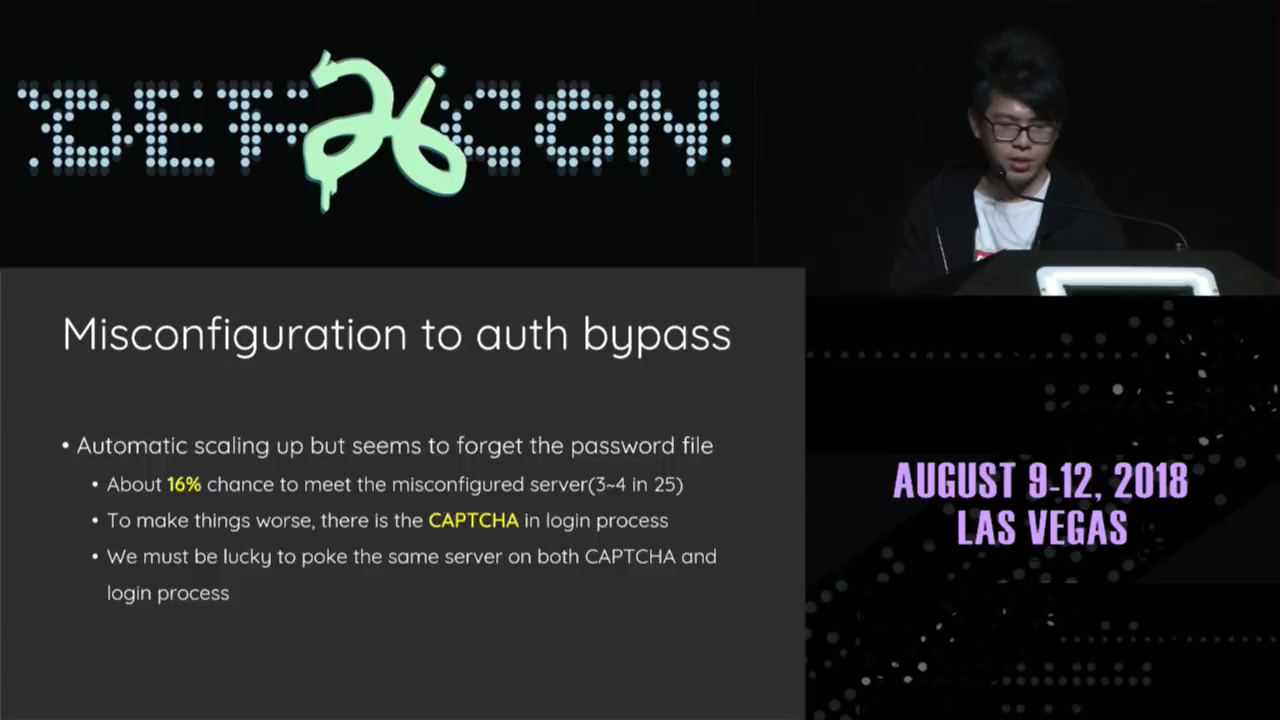 DEF 26 CON
Misconfiguration to auth bypass
• Automatic scaling up but seems to forget the password file
• About 16% chance to meet the misconfigured server(3~4 in 25)
• To make things worse, there is the CAPTCHA in login process
• We must be lucky to poke the same server on both CAPTCHA and
login process
AUGUST 9-12, 2018
LAS VEGAS